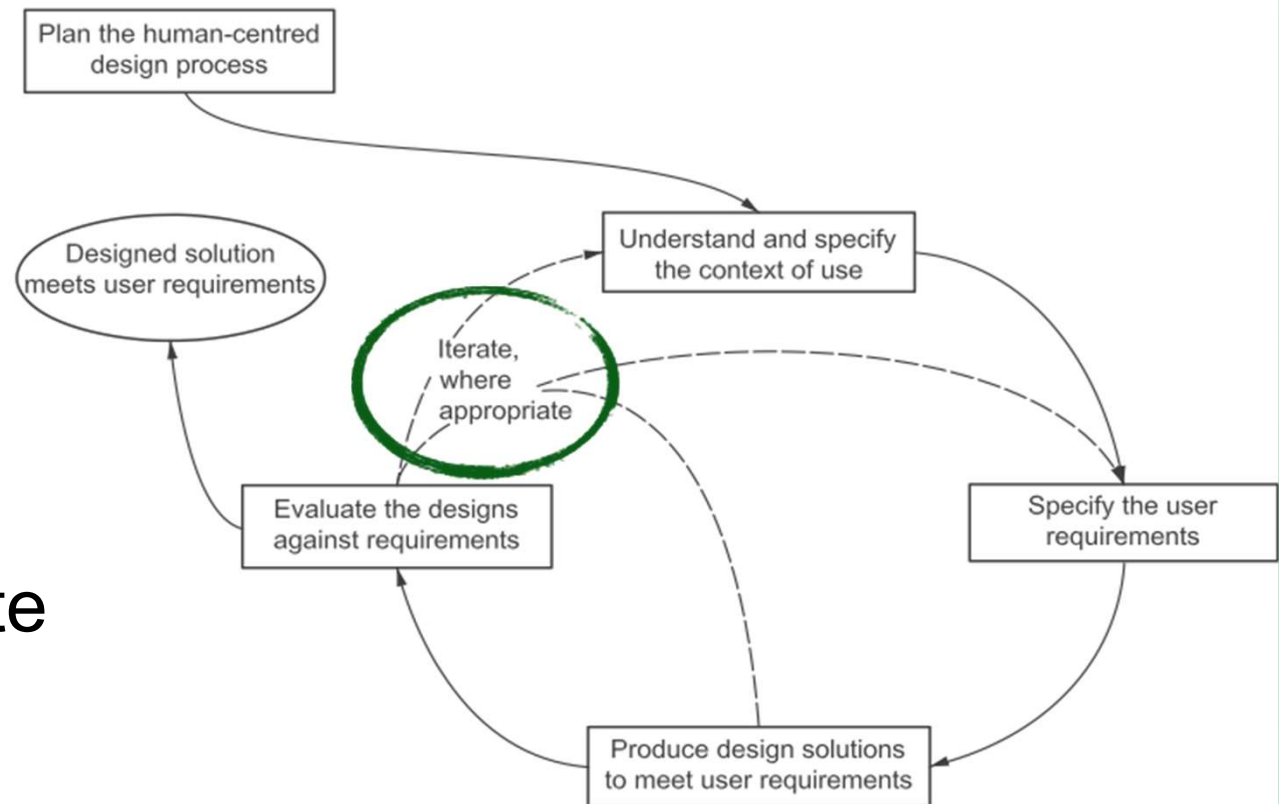 Plan the human-centred
design process
Understand and specify
the context of use
Designed solution
meets user requirements
Iterate,
where
appropriate
Evaluate the designs
against requirements
Specify the user
requirements
te
Produce design solutions
to meet user requirements